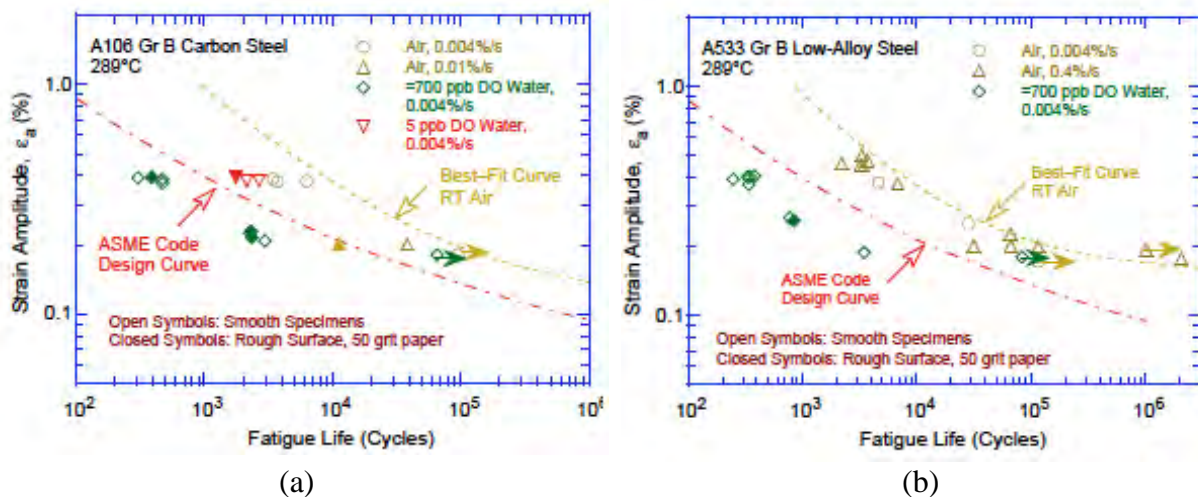 A106 Gr B Carbon Steel
289°C
Air, 0.004%/s
Air, 0.01%/s
=700 ppb DO Water,
0.004%/s
5 ppb DO Water,
0.004%/s
Best–Fit Curve
RT Air
ASME Code
Design Curve
Open Symbols: Smooth Specimens
Closed Symbols: Rough Surface, 50 grit paper
Strain Amplitude, εa (%)
1.0
0.1
10² 10³ 10⁴ 10⁵ 10⁶
Fatigue Life (Cycles)
(a)
A533 Gr B Low-Alloy Steel
289°C
Air, 0.004%/s
Air, 0.4%/s
=700 ppb DO Water,
0.004%/s
Best–Fit Curve
RT Air
ASME Code
Design Curve
Open Symbols: Smooth Specimens
Closed Symbols: Rough Surface, 50 grit paper
Strain Amplitude, εa (%)
1.0
0.1
10² 10³ 10⁴ 10⁵ 10⁶
Fatigue Life (Cycles)
(b)